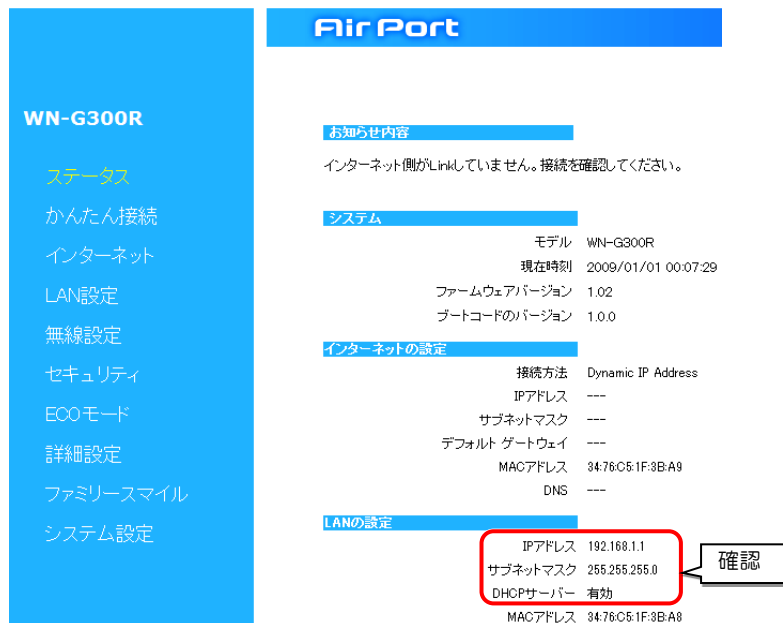 AirPort
WN-G300R
ステータス
かんたん接続
インターネット
LAN設定
無線設定
セキュリティ
ECOモード
詳細設定
ファミリースマイル
システム設定
お知らせ内容
インターネット側がLinkしていません。接続を確認してください。
システム
モデル WN-G300R
現在時刻 2009/01/01 00:07:29
ファームウェアバージョン 1.02
ブートコードのバージョン 1.0.0
インターネットの設定
接続方法 Dynamic IP Address
IPアドレス ---
サブネットマスク ---
デフォルト ゲートウェイ ---
MACアドレス 34:76:C5:1F:3B:A9
DNS ---
LANの設定
IPアドレス 192.168.1.1
サブネットマスク 255.255.255.0
DHCPサーバー 有効
確認
MACアドレス 34:76:C5:1F:3B:A8